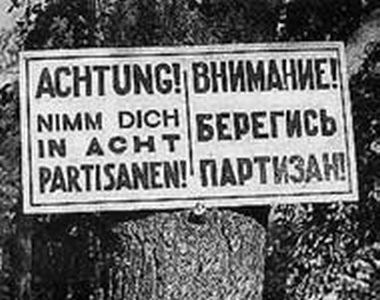 ACHTUNG!
NIMM DICH
IN ACHT
PARTISANEN!
ВНИМАНИЕ!
БЕРЕГИСЬ
ПАРТИЗАН!